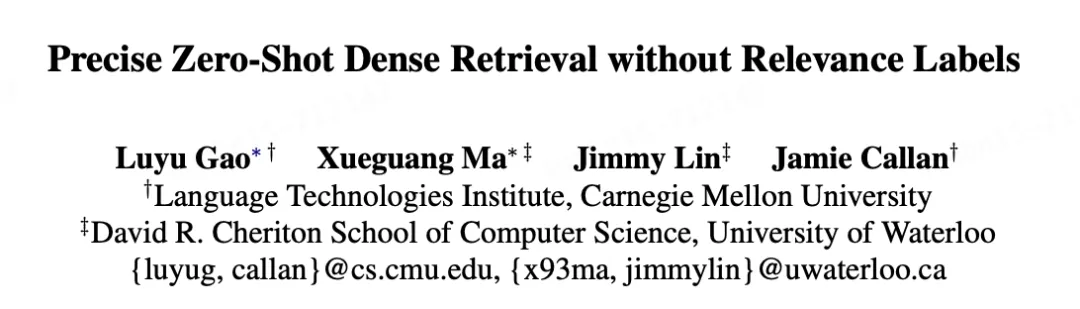 Precise Zero-Shot Dense Retrieval without Relevance Labels
Luyu Gao*† Xueguang Ma*‡ Jimmy Lin‡ Jamie Callan†
†Language Technologies Institute, Carnegie Mellon University
‡David R. Cheriton School of Computer Science, University of Waterloo
{luyug, callan}@cs.cmu.edu, {x93ma, jimmylin}@uwaterloo.ca